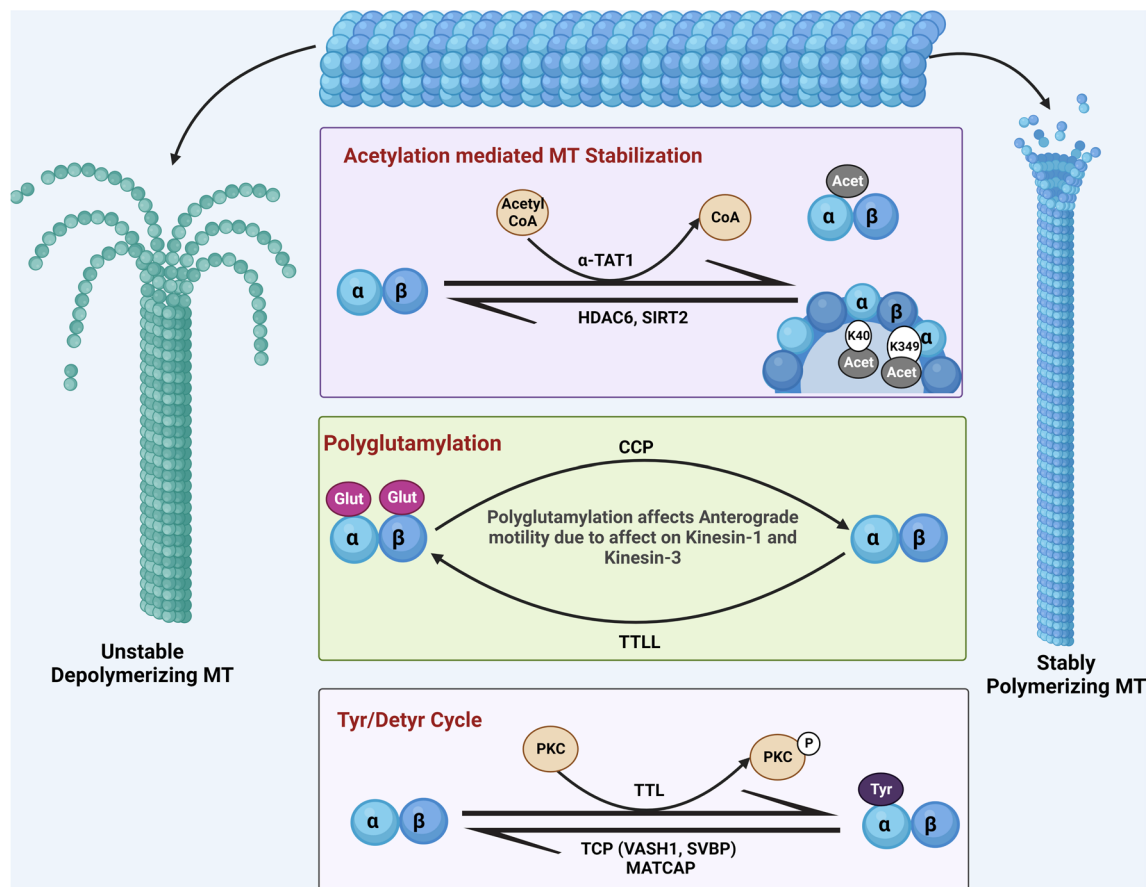 Acetylation mediated MT Stabilization
Acetyl
CoA
CoA
Acet
α
β
α-TAT1
α
β
HDAC6, SIRT2
α
β
α
K40
K349
Acet
Acet
Polyglutamylation
CCP
Glut
Glut
α
β
Polyglutamylation affects Anterograde
motility due to affect on Kinesin-1 and
Kinesin-3
α
β
TTLL
Unstable
Depolymerizing MT
Stably
Polymerizing MT
Tyr/Detyr Cycle
PKC
PKC
P
TTL
Tyr
α
β
α
β
TCP (VASH1, SVBP)
MATCAP